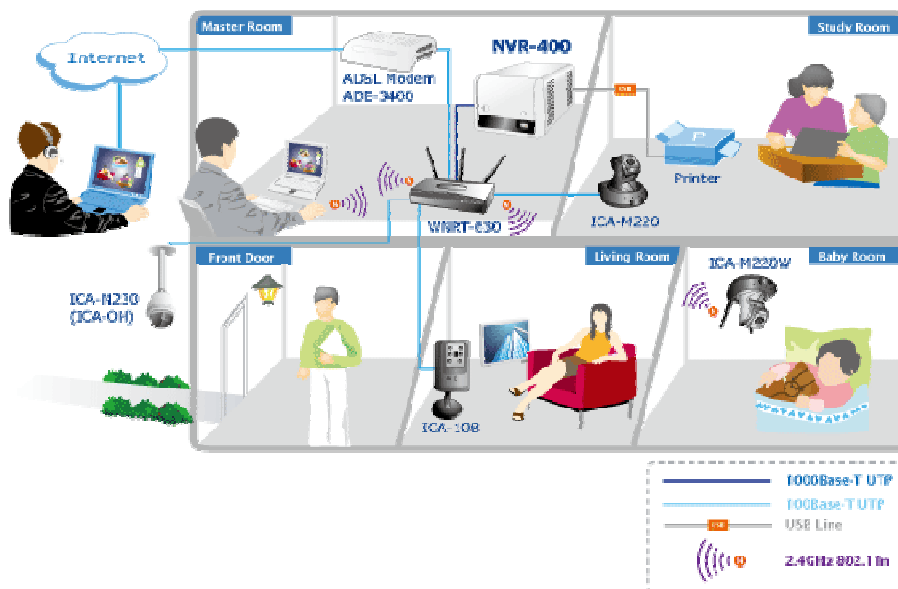 Master Room
Study Room
Internet
NVR-400
ADSL Modem
ADE-3400
USB
Printer
WNRT-630
ICA-M220
Front Door
Living Room
ICA-M220W
Baby Room
(ICA-OH)
ICA-108
1000Base-T UTP
100Base-T UTP
USB
USB Line
2.4GHz 802.11n